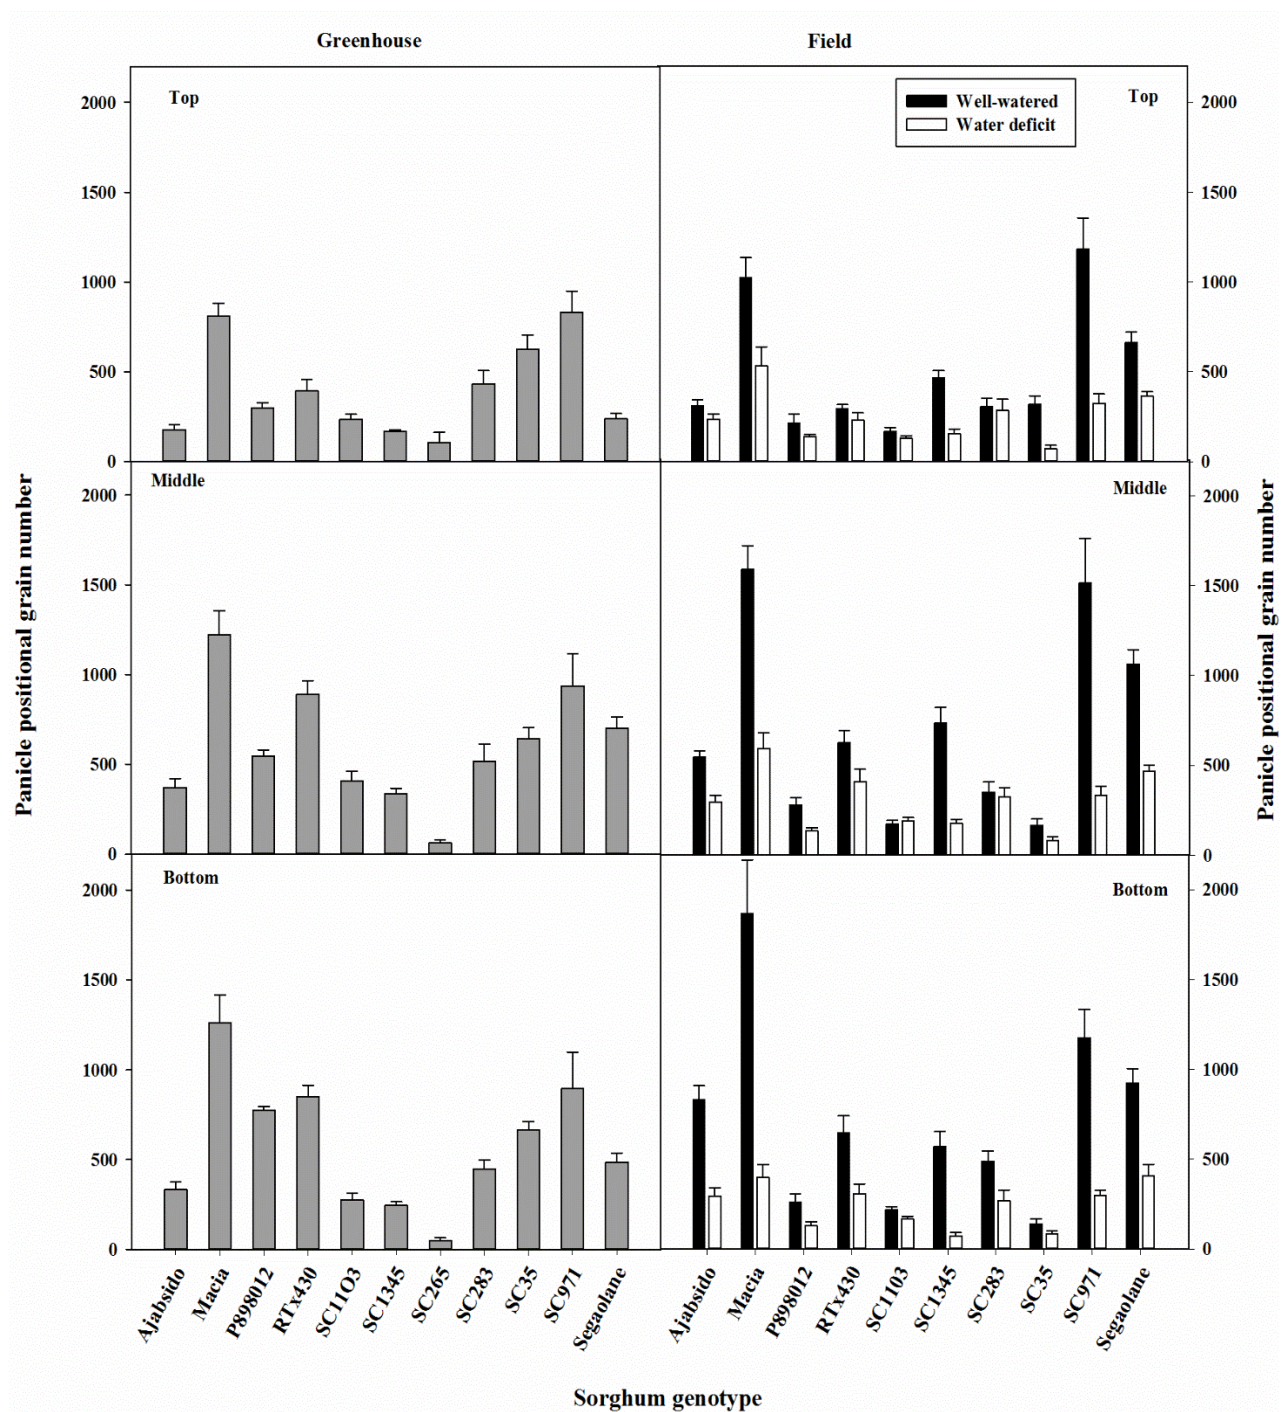 Greenhouse
Field
Top
2000
1500
1000
500
0
Well-watered
Water deficit
Top
2000
1500
1000
500
0
Middle
2000
1500
1000
500
0
Middle
2000
1500
1000
500
0
Bottom
2000
1500
1000
500
0
Bottom
2000
1500
1000
500
0
Panicle positional grain number
Panicle positional grain number
Ajabsido
Macia
P898012
RTx430
SC11O3
SC1345
SC265
SC283
SC35
SC971
Segaolane
Ajabsido
Macia
P898012
RTx430
SC1103
SC1345
SC283
SC35
SC971
Segaolane
Sorghum genotype